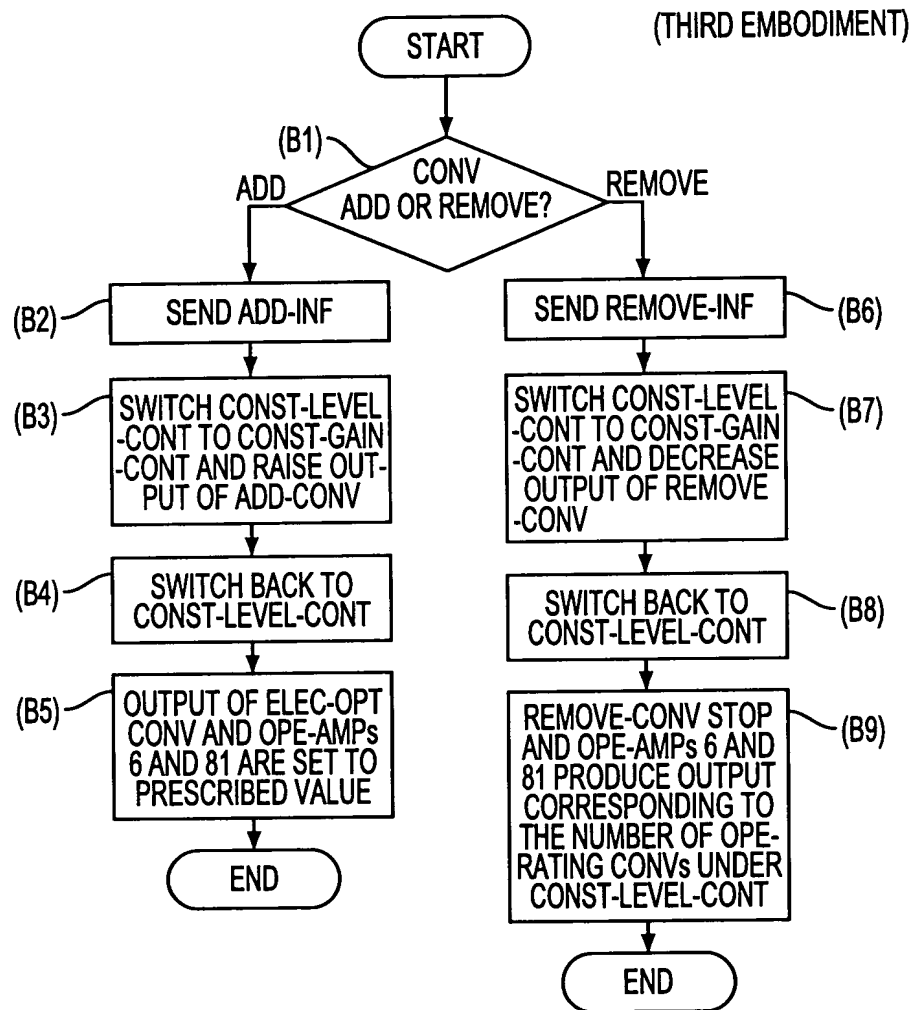 (THIRD EMBODIMENT)
START
(B1)
CONV
ADD OR REMOVE?
ADD
REMOVE
(B2)
SEND ADD-INF
(B3)
SWITCH CONST-LEVEL
-CONT TO CONST-GAIN
-CONT AND RAISE OUT-
PUT OF ADD-CONV
(B4)
SWITCH BACK TO
CONST-LEVEL-CONT
(B5)
OUTPUT OF ELEC-OPT
CONV AND OPE-AMPs
6 AND 81 ARE SET TO
PRESCRIBED VALUE
END
SEND REMOVE-INF
(B6)
SWITCH CONST-LEVEL
-CONT TO CONST-GAIN
-CONT AND DECREASE
OUTPUT OF REMOVE
-CONV
(B7)
SWITCH BACK TO
CONST-LEVEL-CONT
(B8)
REMOVE-CONV STOP
AND OPE-AMPs 6 AND
81 PRODUCE OUTPUT
CORRESPONDING TO
THE NUMBER OF OPE-
RATING CONVs UNDER
CONST-LEVEL-CONT
(B9)
END